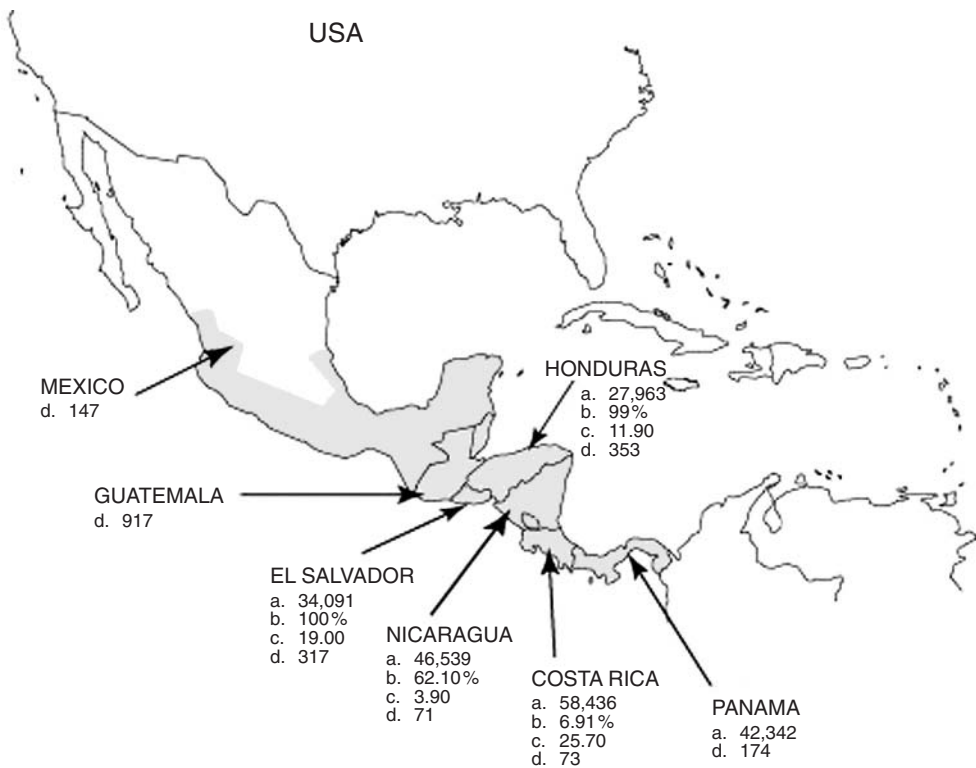 USA
MEXICO
d. 147
HONDURAS
a. 27,963
b. 99%
c. 11.90
d. 353
GUATEMALA
d. 917
EL SALVADOR
a. 34,091
b. 100%
c. 19.00
d. 317
NICARAGUA
a. 46,539
b. 62.10%
c. 3.90
d. 71
COSTA RICA
a. 58,436
b. 6.91%
c. 25.70
d. 73
PANAMA
a. 42,342
d. 174